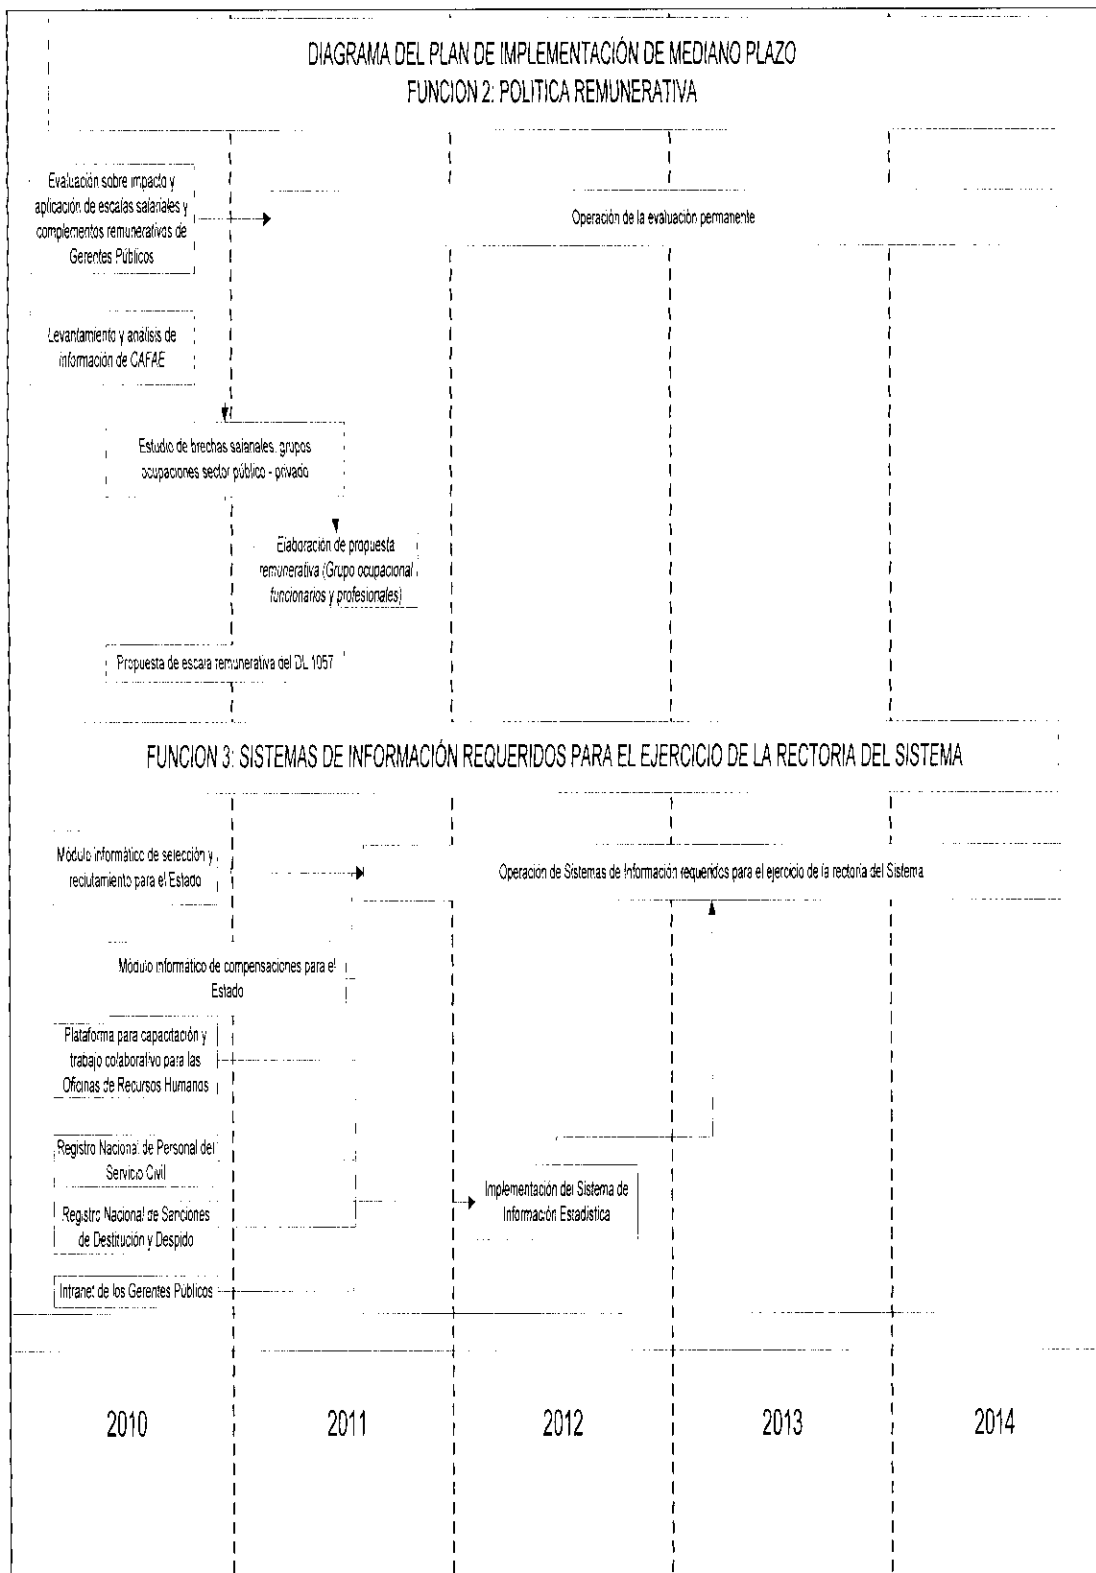 DIAGRAMA DEL PLAN DE IMPLEMENTACIÓN DE MEDIANO PLAZO
FUNCION 2: POLITICA REMUNERATIVA
Evaluación sobre impacto y
aplicación de escalas salariales y
complementos remunerativos de
Gerentes Públicos
Operación de la evaluación permanente
Levantamiento y análisis de
información de CAFAE
Estudio de brechas salariales, grupos
ocupaciones sector público - privado
Elaboración de propuesta
remunerativa (Grupo ocupacional
funcionarios y profesionales)
Propuesta de escara remunerativa del DL 1057
FUNCION 3: SISTEMAS DE INFORMACIÓN REQUERIDOS PARA EL EJERCICIO DE LA RECTORIA DEL SISTEMA
Módulo informático de selección y
reclutamiento para el Estado
Operación de Sistemas de Información requeridos para el ejercicio de la rectoria del Sistema
Módulo informático de compensaciones para el
Estado
Plataforma para capacitación y
trabajo colaborativo para las
Oficinas de Recursos Humanos
Registro Nacional de Personal del
Servicio Civil
Registro Nacional de Sanciones
de Destitución y Despido
Implementación del Sistema de
Información Estadística
Intranet de los Gerentes Públicos
2010
2011
2012
2013
2014